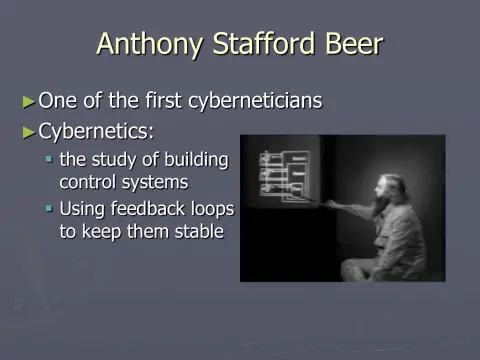 Anthony Stafford Beer
►One of the first cyberneticians
►Cybernetics:
▪ the study of building
control systems
▪ Using feedback loops
to keep them stable